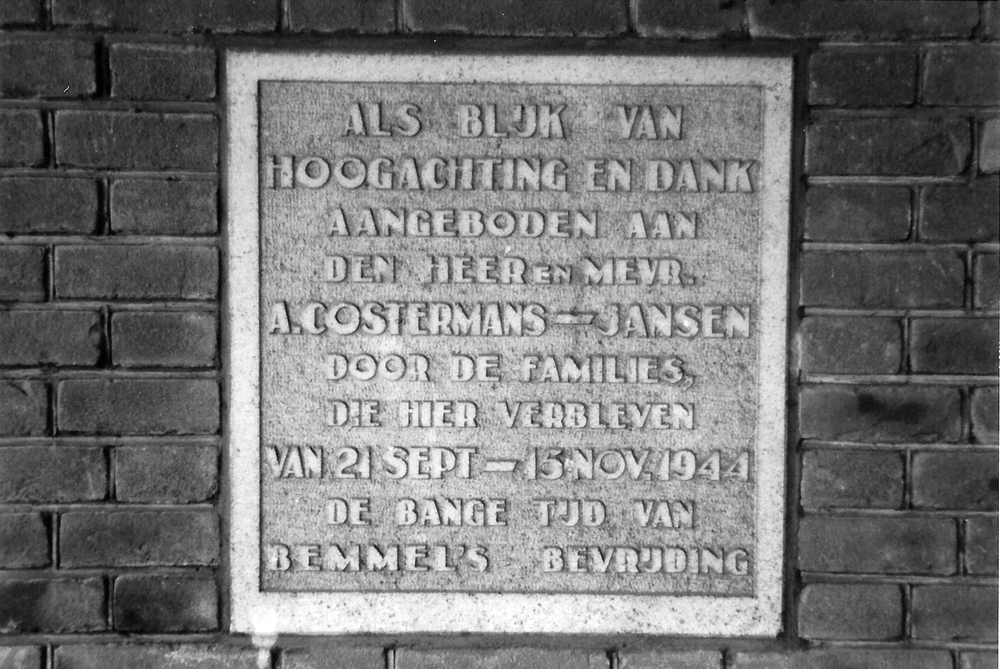 ALS BLIJK VAN
HOOGACHTING EN DANK
AANGEBODEN AAN
DEN HEER EN MEVR.
A. COSTERMANS — JANSEN
DOOR DE FAMILIES,
DIE HIER VERBLEVEN
VAN 21 SEPT — 15 NOV. 1944
DE BANGE TIJD VAN
BEMMEL'S BEVRIJDING